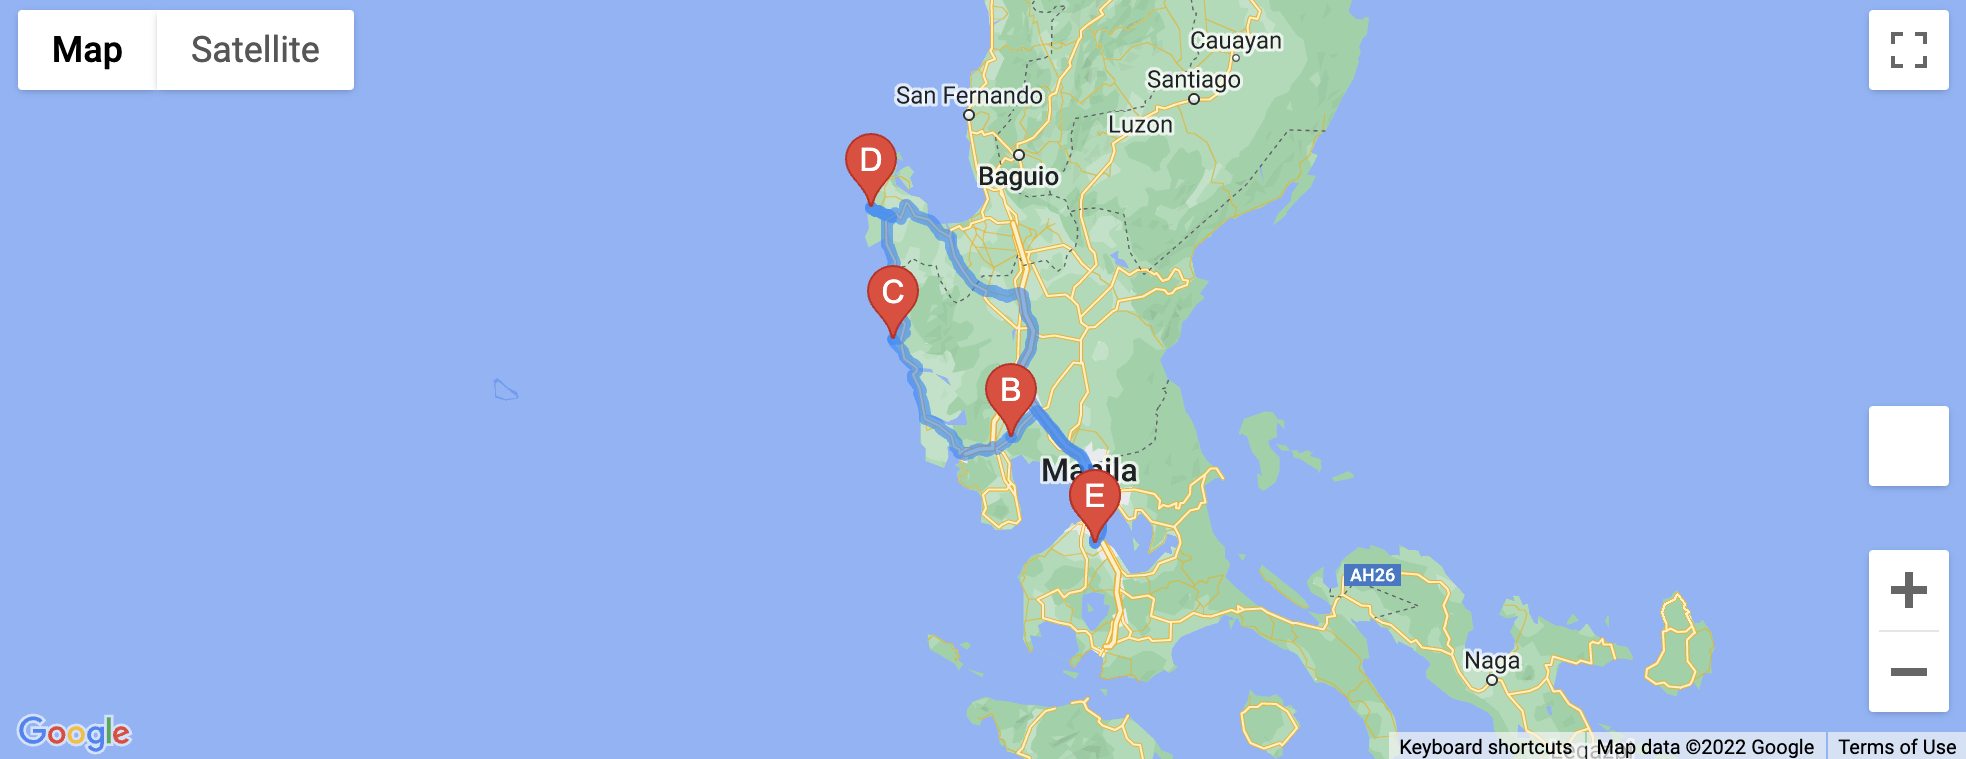 Map
Satellite
Cauayan
Santiago
San Fernando
Luzon
D
Baguio
C
B
Manila
E
AH26
Naga
Google
Keyboard shortcuts
Map data ©2022 Google
Terms of Use